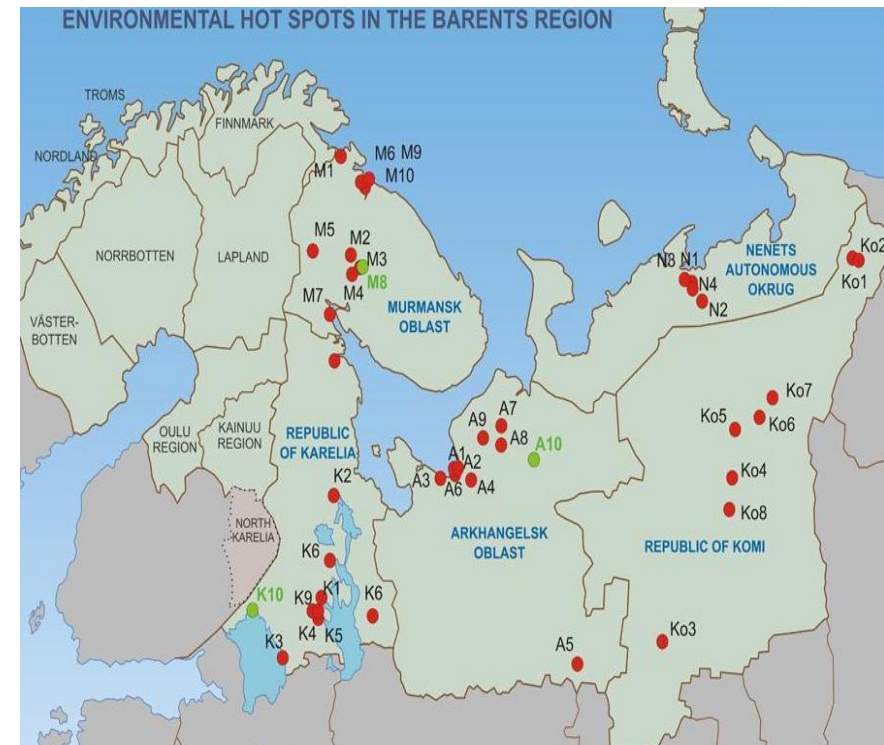 ENVIRONMENTAL HOT SPOTS IN THE BARENTS REGION
TROMS
FINNMARK
NORDLAND
M6 M9
M1
M10
M5
M2
M3
M8
M4
M7
NORRBOTTEN
LAPLAND
MURMANSK
OBLAST
VÄSTER-
BOTTEN
N3 N1
N4
N2
NENETS
AUTONOMOUS
OKRUG
Ko2
Ko1
OULU
REGION
KAINUU
REGION
REPUBLIC
OF KARELIA
A7
A9
A8
A10
A1
A2
A3
A6
A4
Ko7
Ko5
Ko6
Ko4
Ko8
K2
NORTH
KARELIA
ARKHANGELSK
OBLAST
REPUBLIC OF KOMI
K6
K10
K9
K1
K6
K4
K5
K3
A5
Ko3